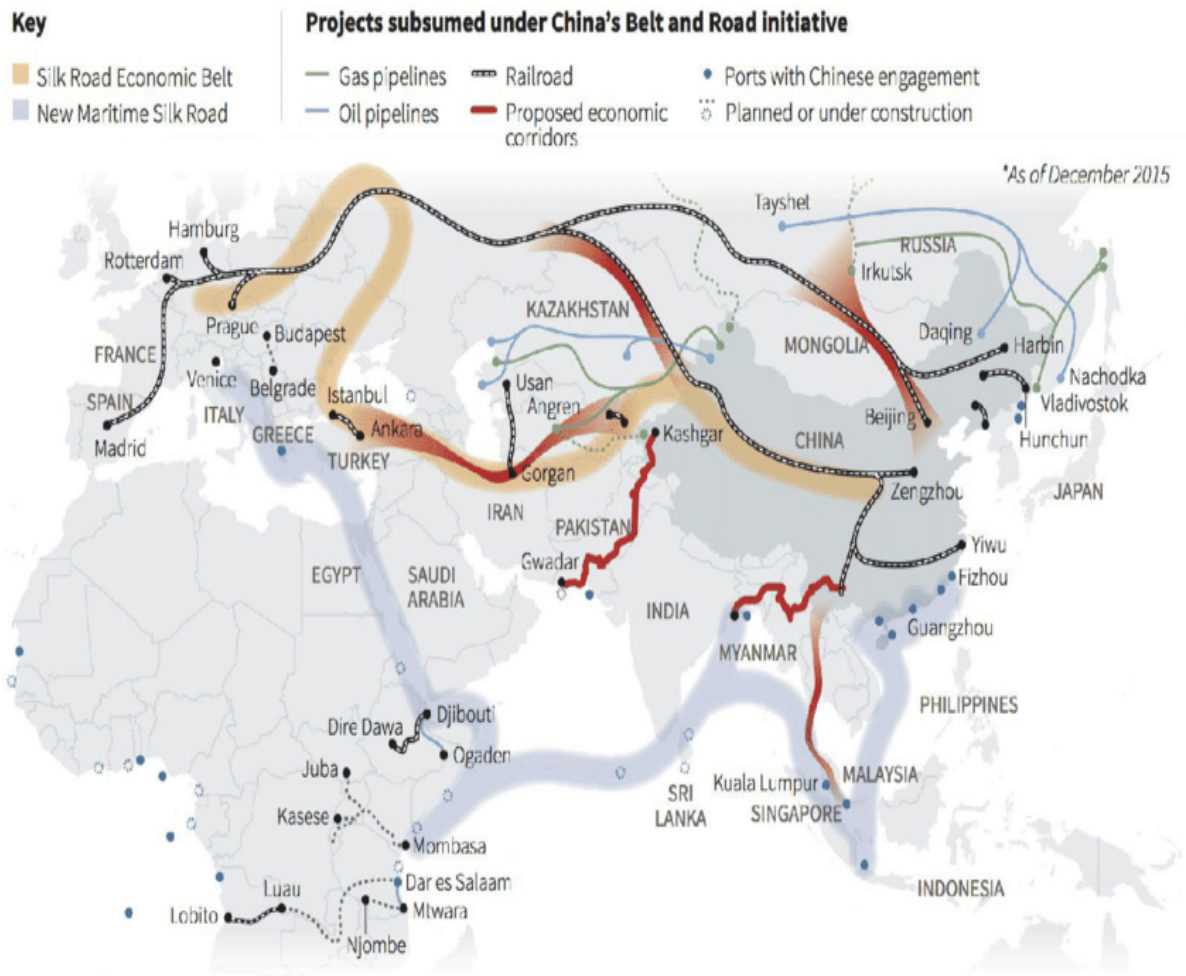 Key
Projects subsumed under China's Belt and Road initiative
Silk Road Economic Belt
New Maritime Silk Road
Gas pipelines
Railroad
Ports with Chinese engagement
Oil pipelines
Proposed economic
corridors
Planned or under construction
*As of December 2015
Tayshet
Hamburg
RUSSIA
Rotterdam
Irkutsk
KAZAKHSTAN
Prague
Budapest
Daqing
Harbin
MONGOLIA
FRANCE
Venice
Belgrade
Usan
Nachodka
Istanbul
Angren
SPAIN
ITALY
Vladivostok
Beijing
Ankara
GREECE
Kashgar
CHINA
Hunchun
Madrid
TURKEY
Gorgan
Zengzhou
JAPAN
IRAN
PAKISTAN
Yiwu
Gwadar
EGYPT
SAUDI
ARABIA
Fizhou
INDIA
Guangzhou
MYANMAR
PHILIPPINES
Djibouti
Dire Dawa
Ogaden
Juba
MALAYSIA
Kuala Lumpur
SRI
LANKA
SINGAPORE
Kasese
Mombasa
Dar es Salaam
Luau
INDONESIA
Lobito
Mtwara
Njombe